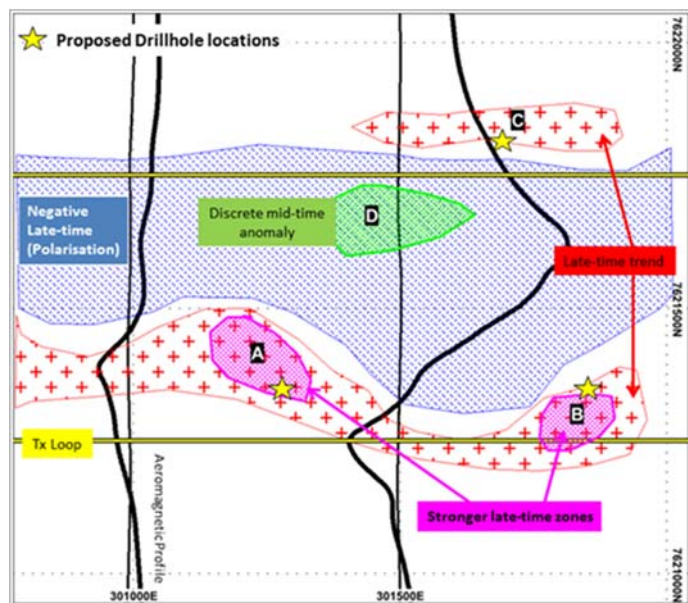 Proposed Drillhole locations
7622000N
C
Negative
Late-time
(Polarisation)
Discrete mid-time
anomaly
D
Late-time trend
7621500N
A
B
Tx Loop
Aeromagnetic Profile
Stronger late-time zones
7621000N
301000E
301500E